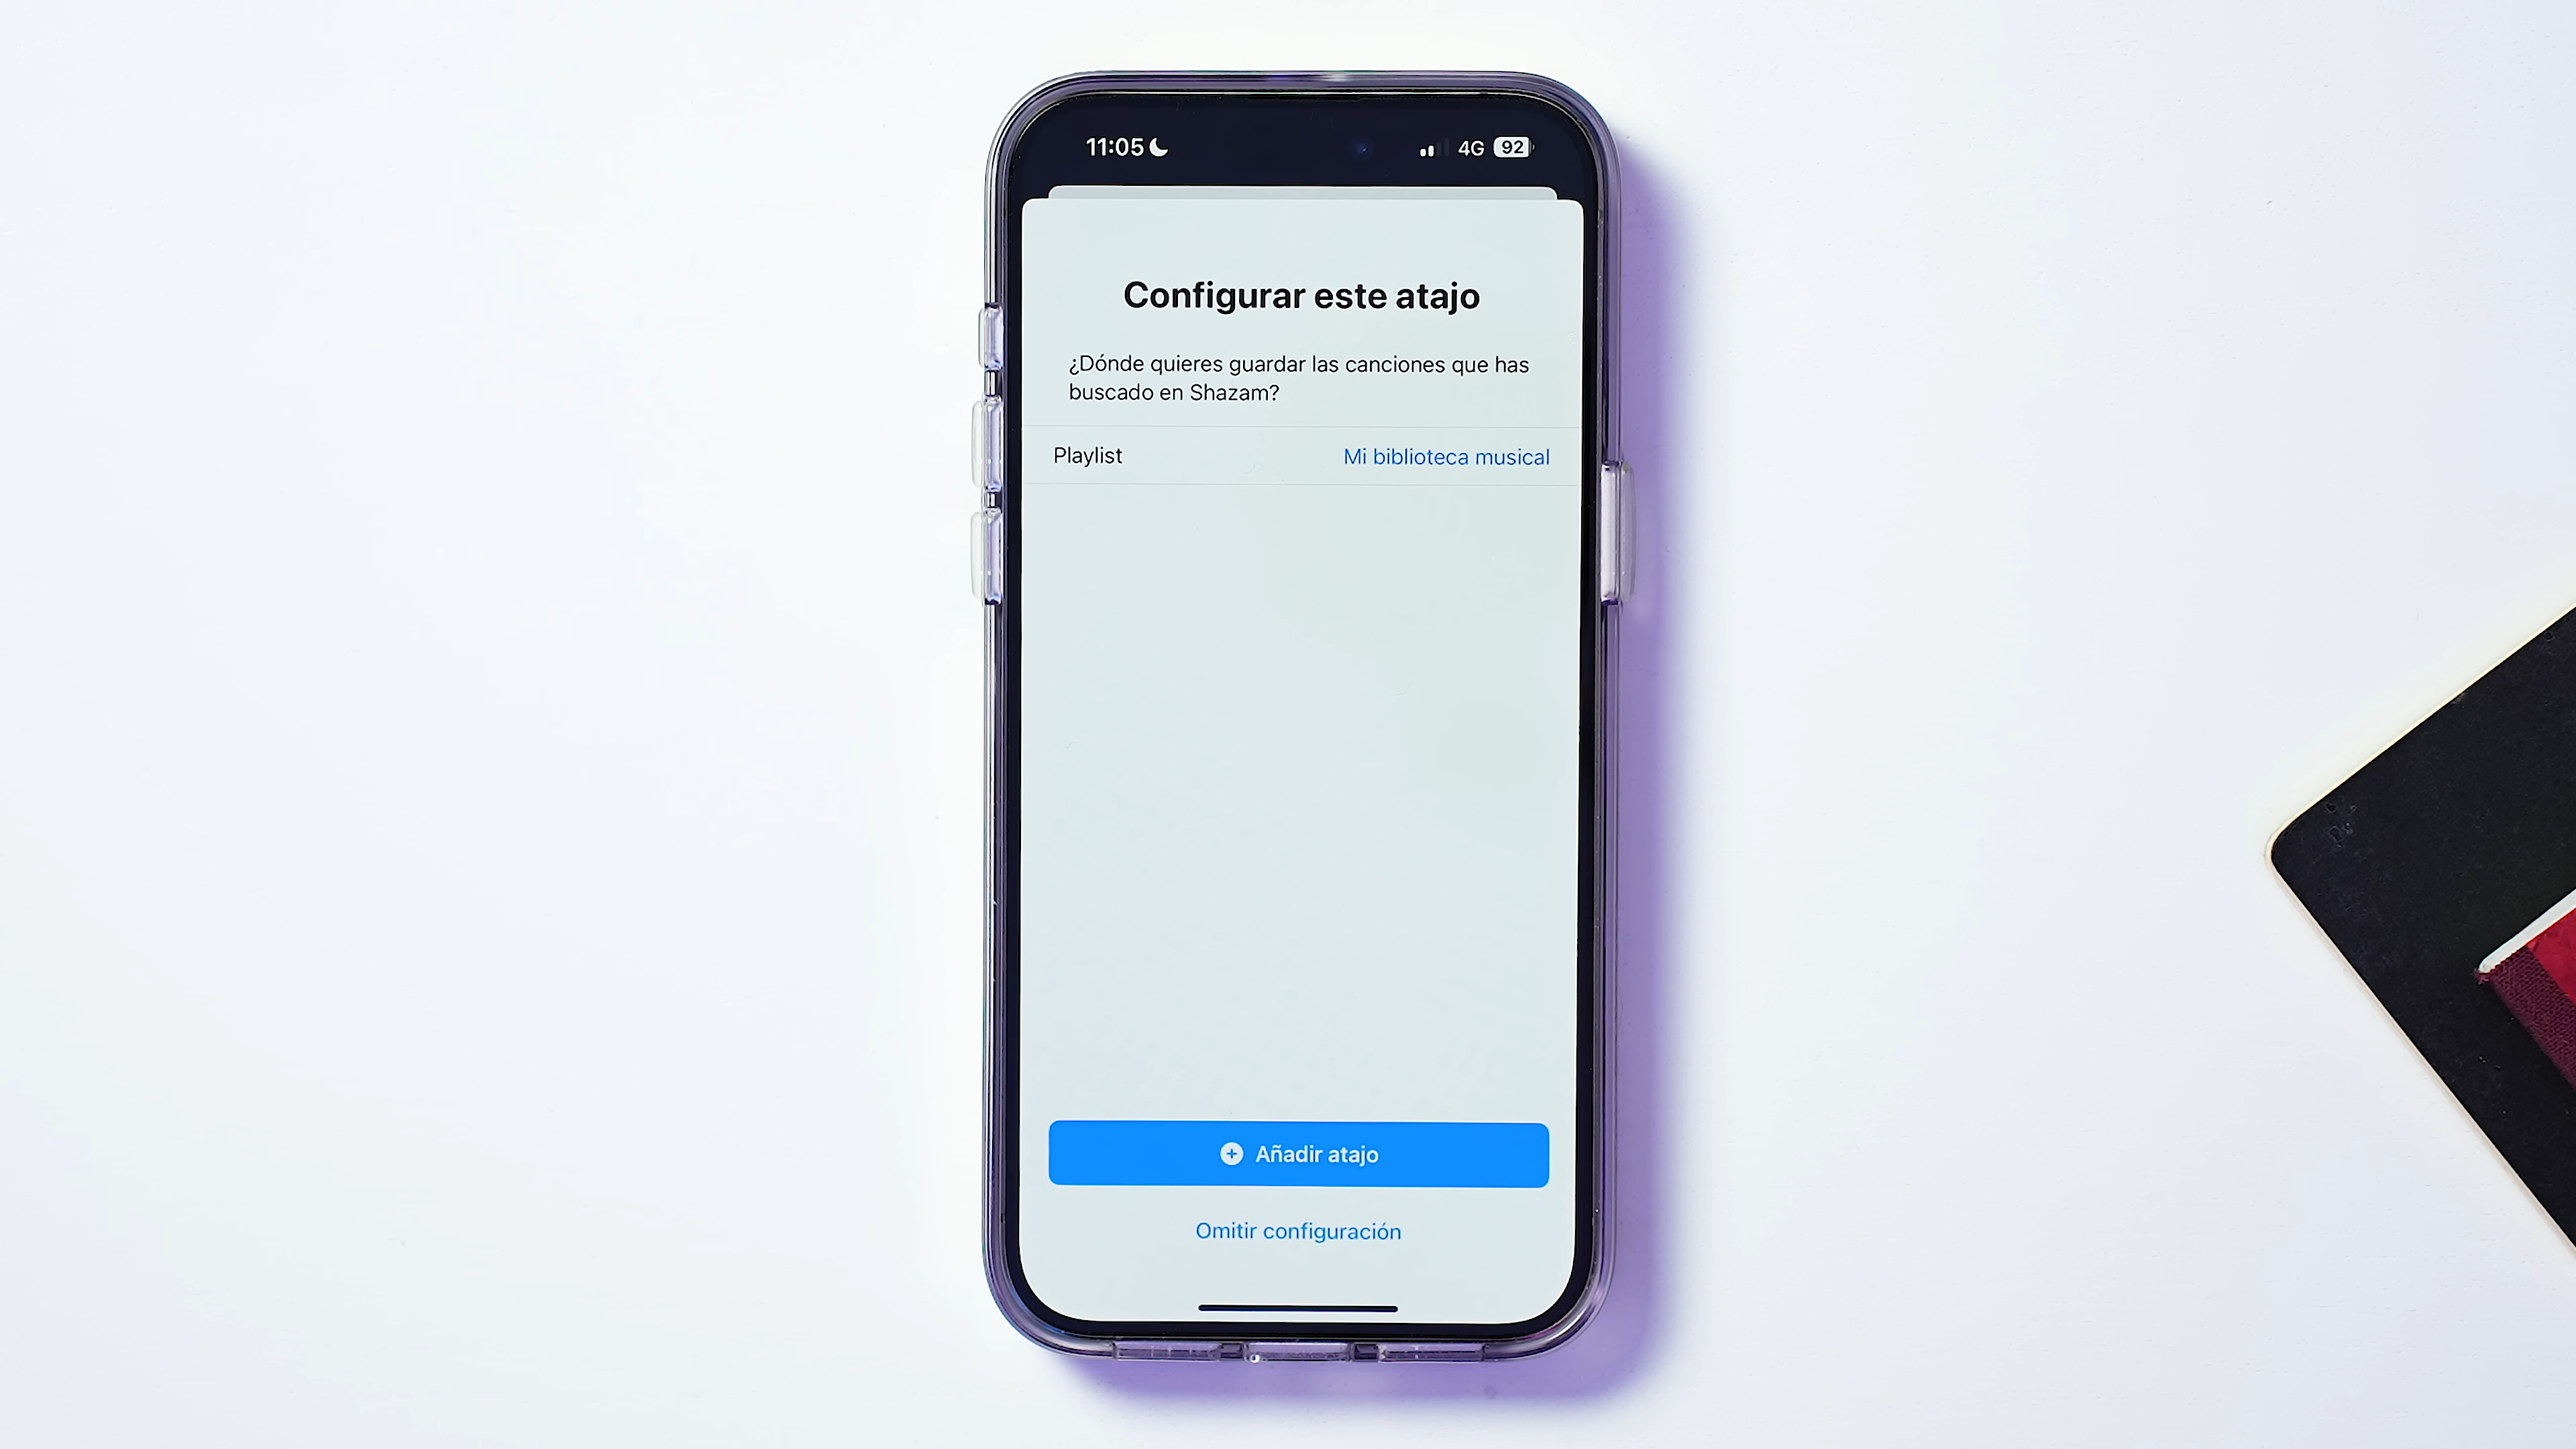 11:05
4G 92
Configurar este atajo
¿Dónde quieres guardar las canciones que has
buscado en Shazam?
Playlist Mi biblioteca musical
Añadir atajo
Omitir configuración